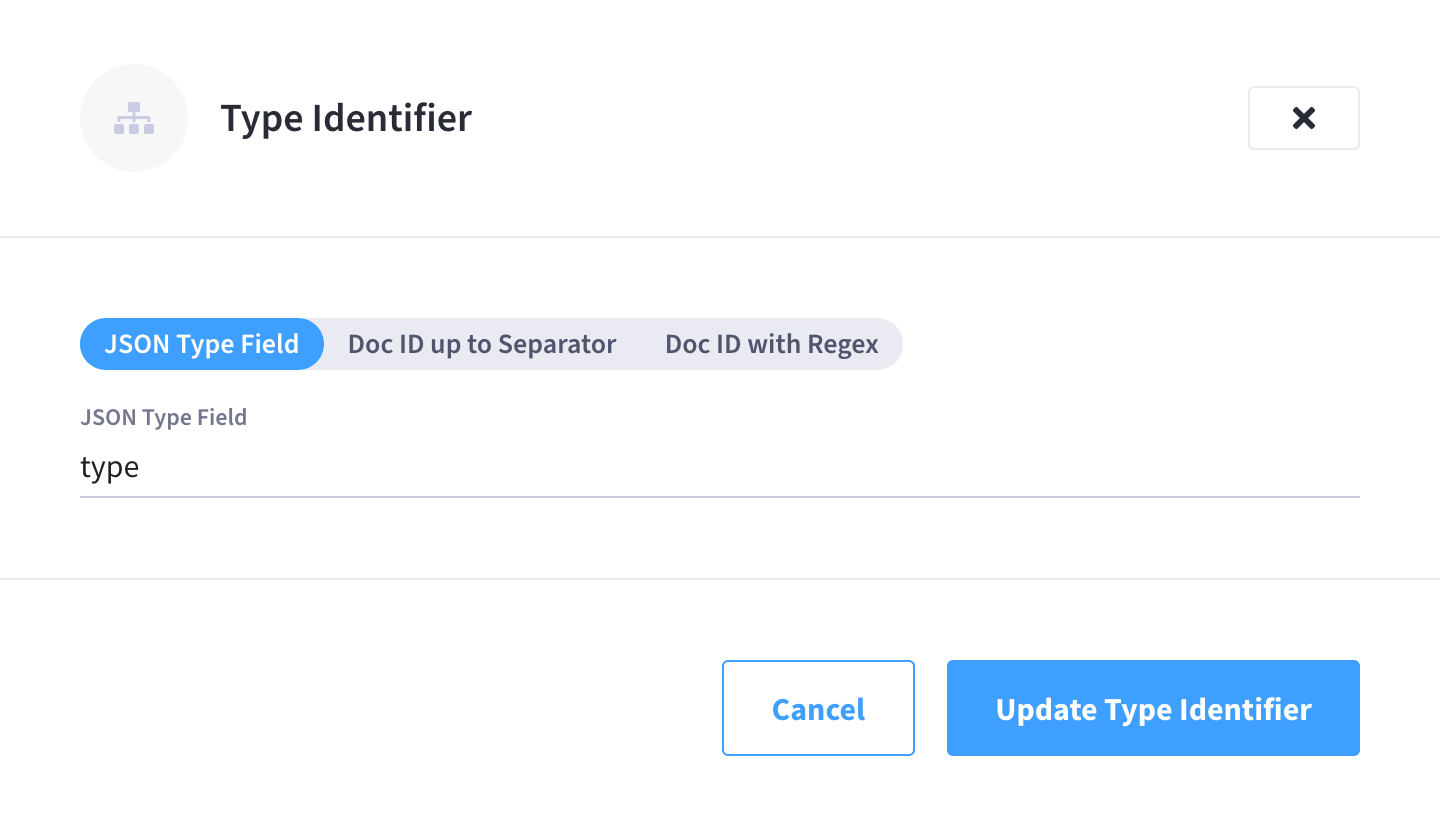 Type Identifier
JSON Type Field Doc ID up to Separator Doc ID with Regex
JSON Type Field
type
Cancel Update Type Identifier